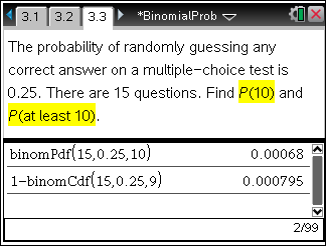 3.1 3.2 3.3 *BinomialProb
The probability of randomly guessing any
correct answer on a multiple-choice test is
0.25. There are 15 questions. Find P(10) and
P(at least 10).
binomPdf(15,0.25,10) 0.00068
1-binomCdf(15,0.25,9) 0.000795
2/99